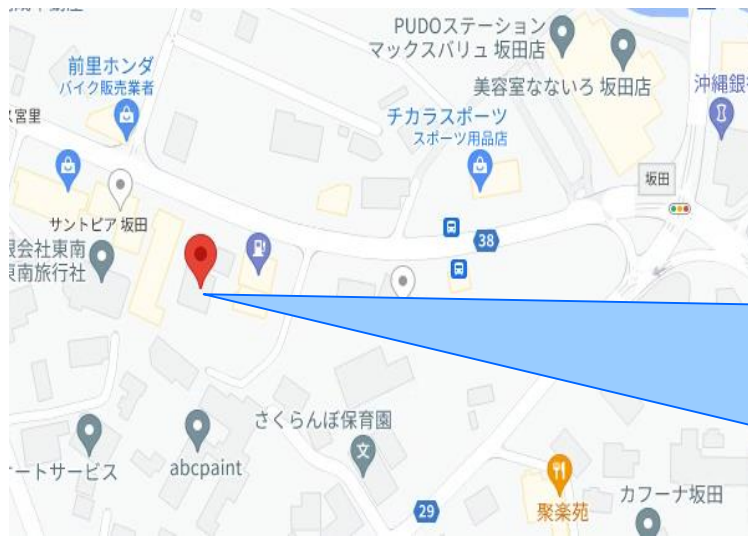 PUDOステーション
マックスバリュ 坂田店
前里ホンダ
バイク販売業者
美容室なないろ 坂田店
沖縄銀
チカラスポーツ
スポーツ用品店
宮里
坂田
サントピア 坂田
38
会社東南
東南旅行社
さくらんぼ保育園
文
ートサービス
abcpaint
29
聚楽苑
カフーナ坂田